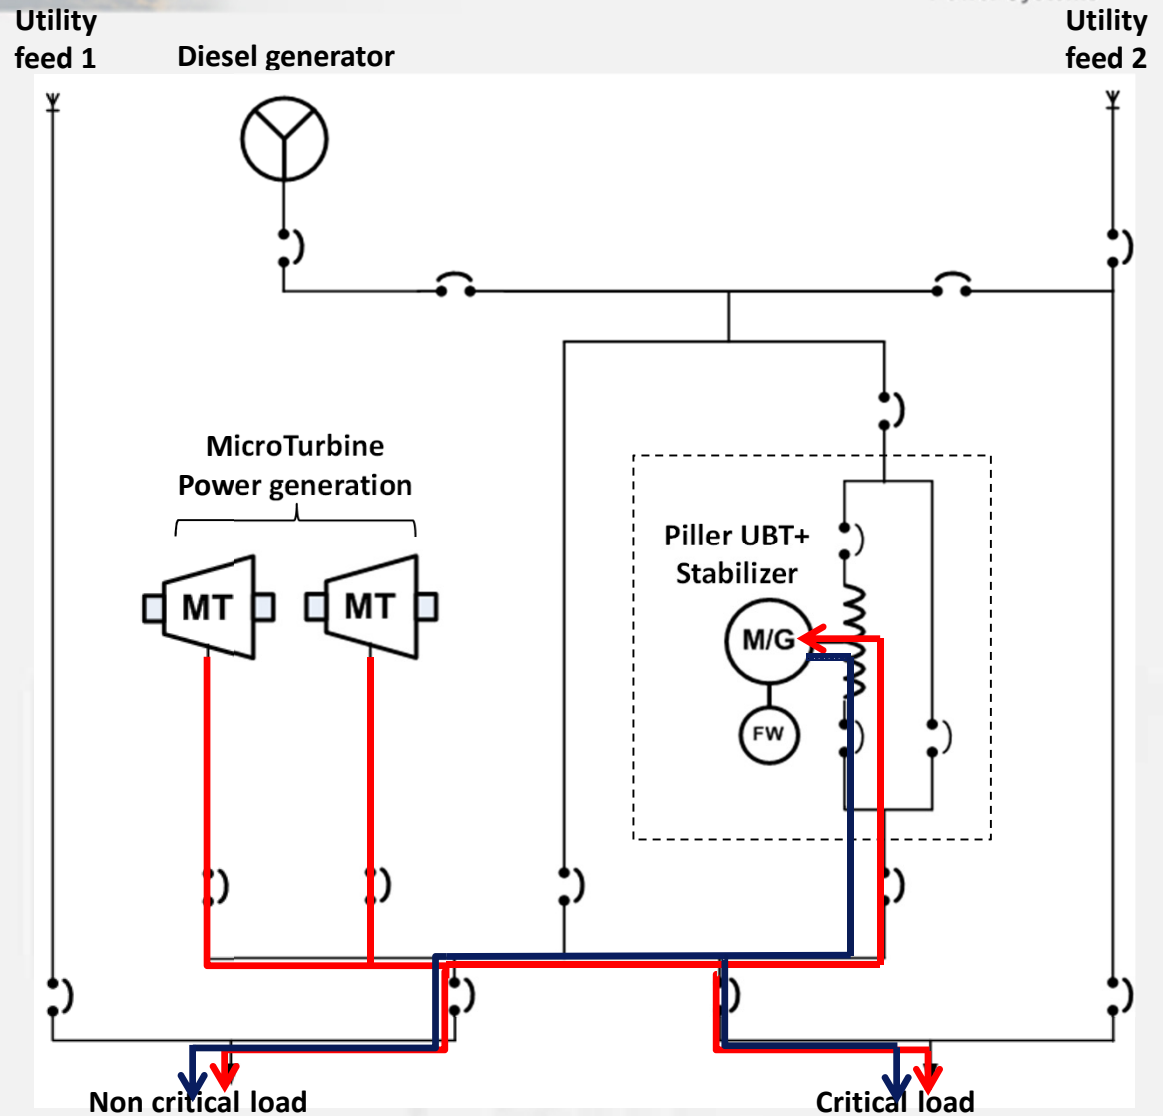 Utility
feed 1
Diesel generator
Utility
feed 2
MicroTurbine
Power generation
MT
MT
Piller UBT+
Stabilizer
M/G
FW
Non critical load
Critical load